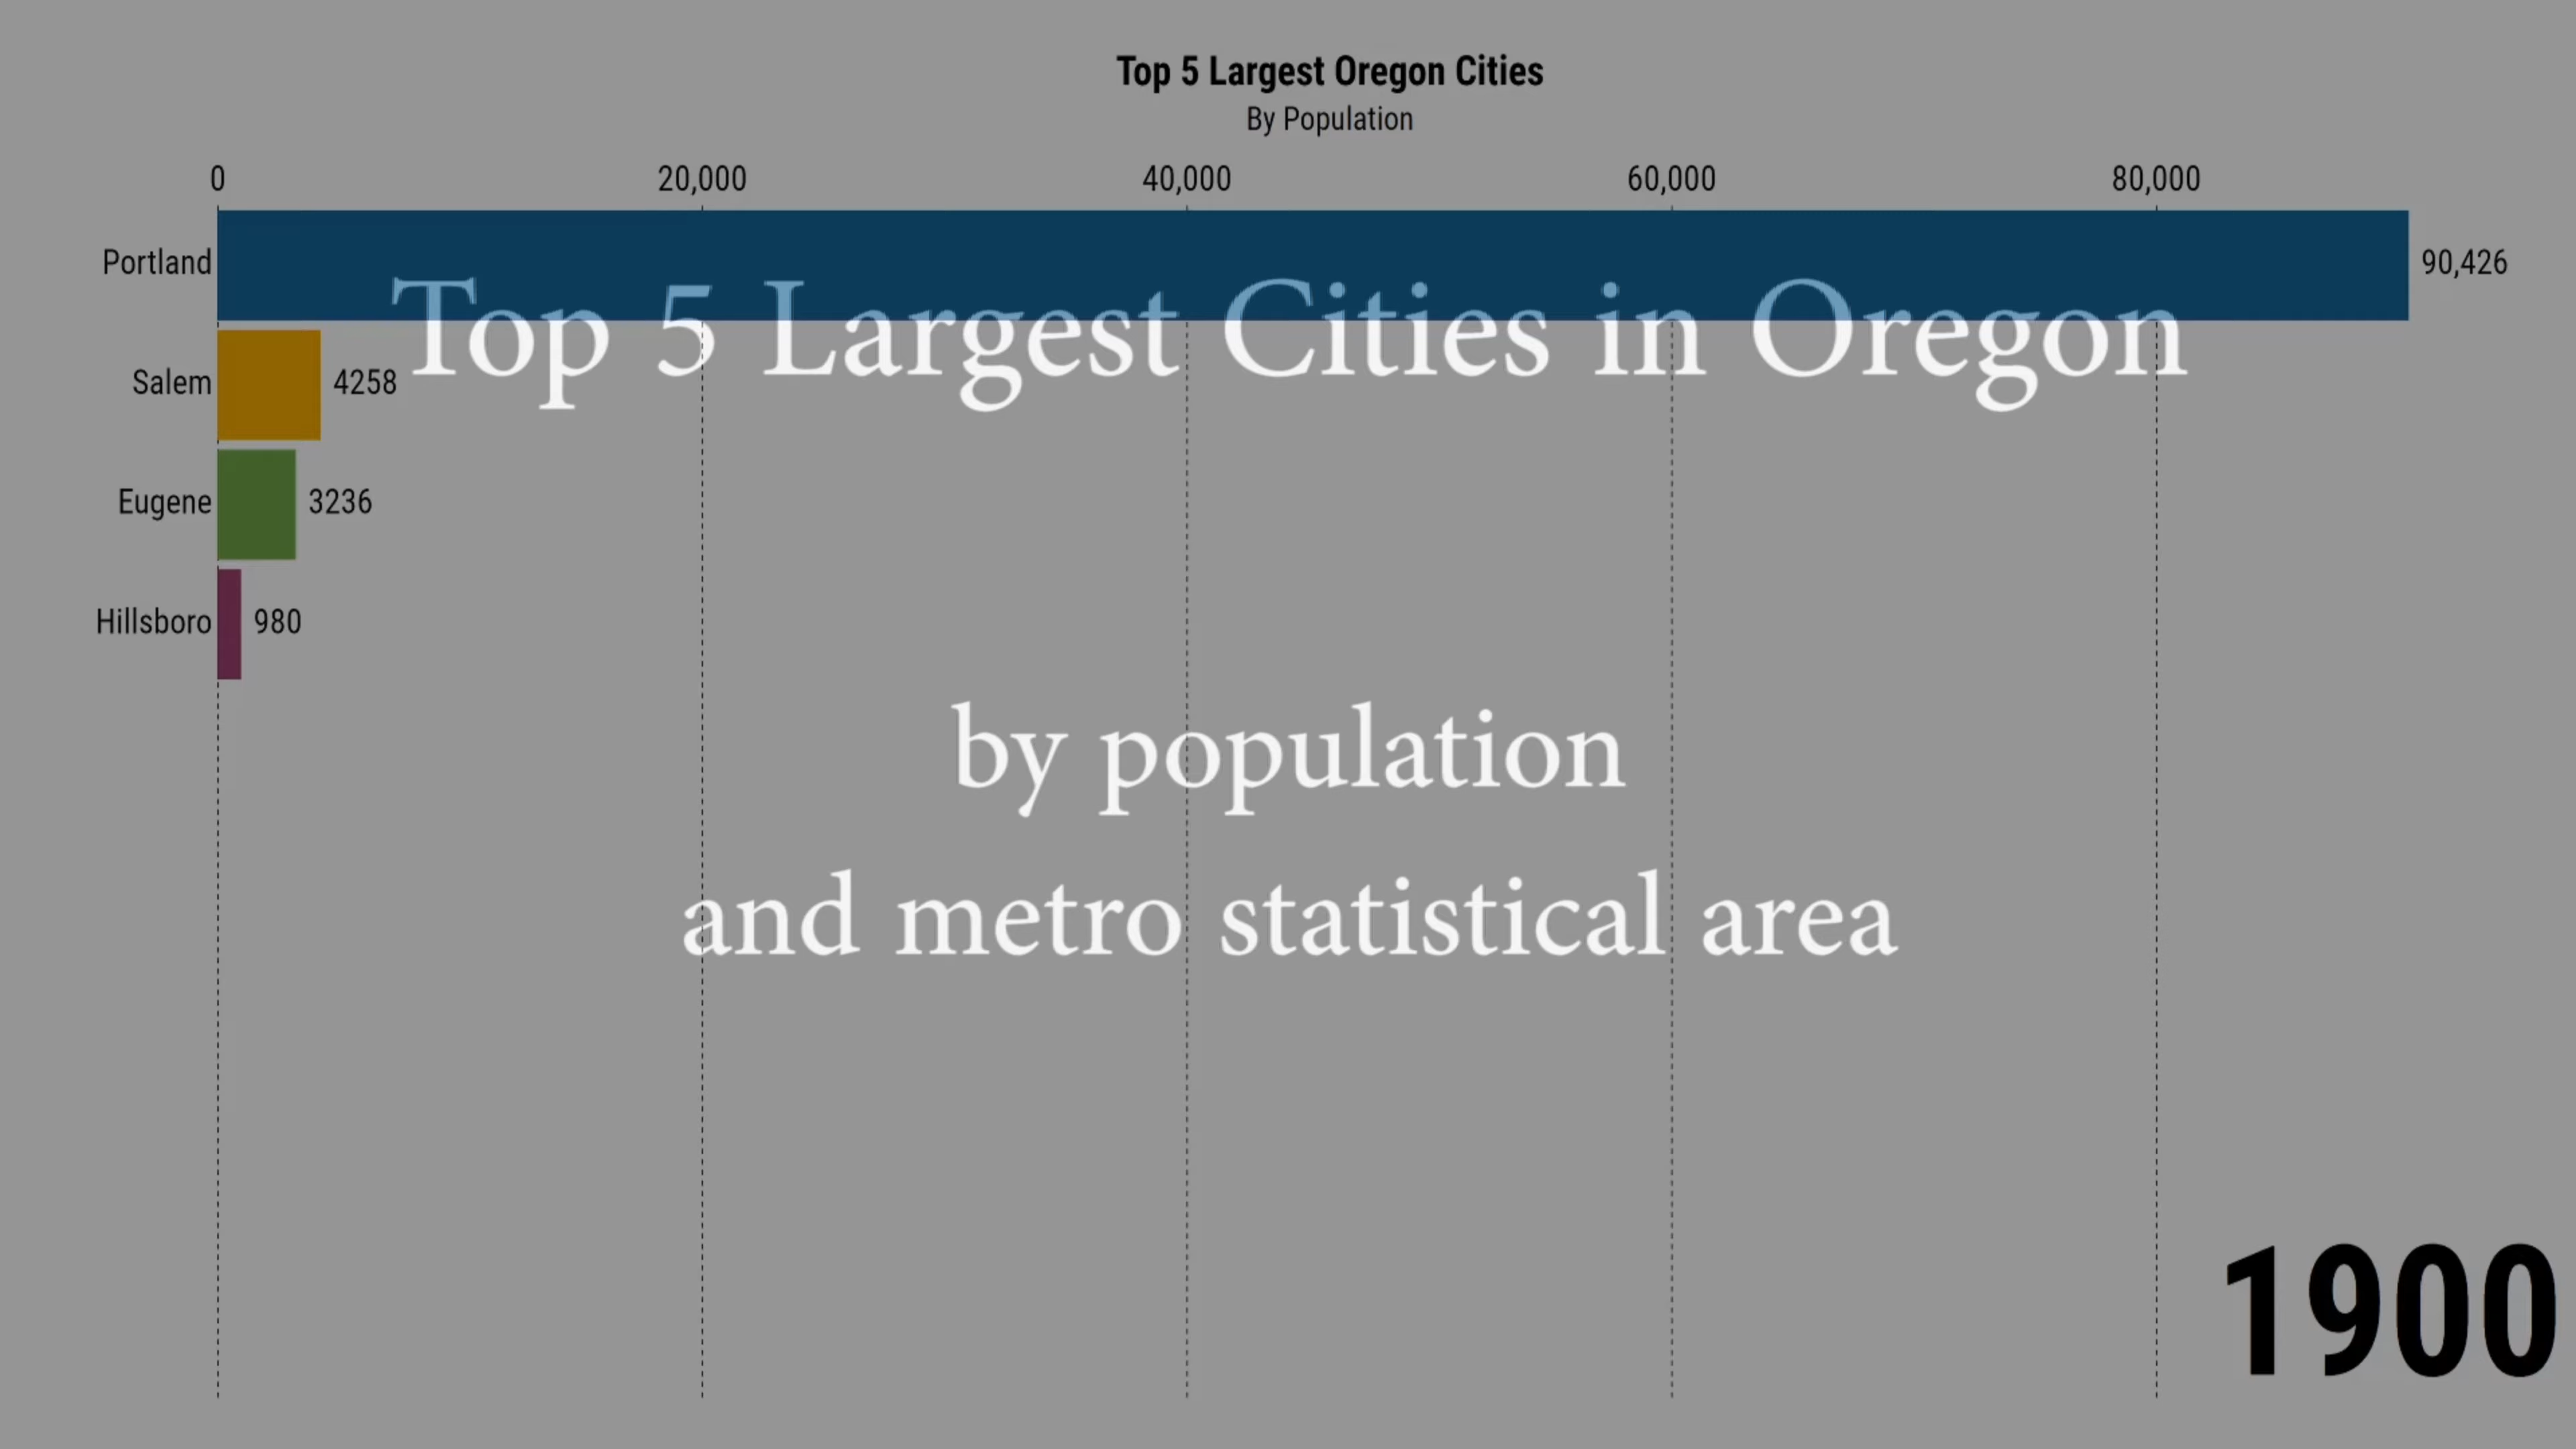 Top 5 Largest Oregon Cities
By Population
0 20,000 40,000 60,000 80,000
Portland 90,426
Top 5 Largest Cities in Oregon
Salem 4258
Eugene 3236
Hillsboro 980
by population
and metro statistical area
1900